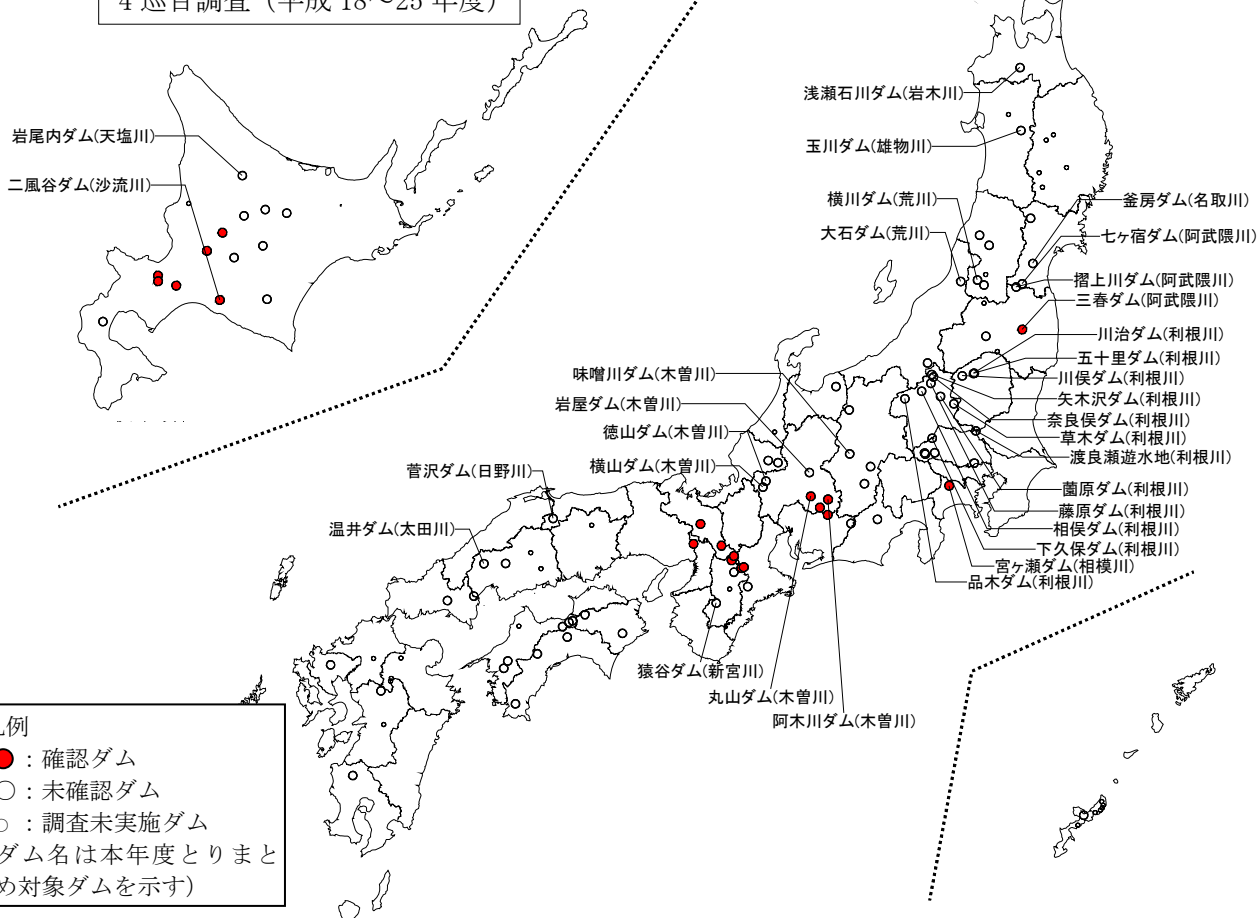 4 巡目調査（平成 18～25 年度）
浅瀬石川ダム(岩木川)
玉川ダム(雄物川)
岩尾内ダム(天塩川)
二風谷ダム(沙流川)
横川ダム(荒川)
大石ダム(荒川)
釜房ダム(名取川)
七ヶ宿ダム(阿武隈川)
摺上川ダム(阿武隈川)
三春ダム(阿武隈川)
川治ダム(利根川)
五十里ダム(利根川)
川俣ダム(利根川)
矢木沢ダム(利根川)
奈良俣ダム(利根川)
草木ダム(利根川)
渡良瀬遊水地(利根川)
薗原ダム(利根川)
藤原ダム(利根川)
相俣ダム(利根川)
下久保ダム(利根川)
宮ヶ瀬ダム(相模川)
品木ダム(利根川)
味噌川ダム(木曽川)
岩屋ダム(木曽川)
徳山ダム(木曽川)
横山ダム(木曽川)
菅沢ダム(日野川)
温井ダム(太田川)
猿谷ダム(新宮川)
丸山ダム(木曽川)
阿木川ダム(木曽川)
凡例
：確認ダム
：未確認ダム
：調査未実施ダム
ダム名は本年度とりまと
め対象ダムを示す）